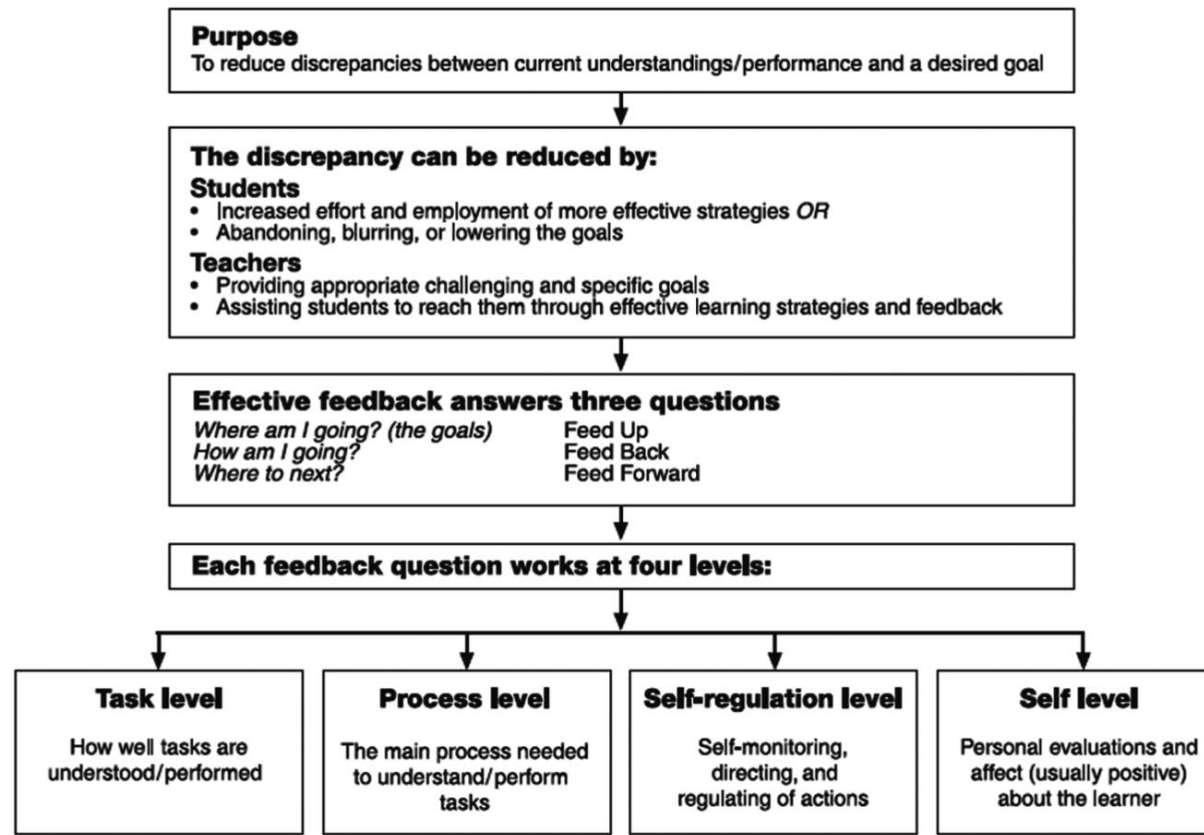 Purpose
To reduce discrepancies between current understandings/performance and a desired goal
The discrepancy can be reduced by:
Students
• Increased effort and employment of more effective strategies OR
• Abandoning, blurring, or lowering the goals
Teachers
• Providing appropriate challenging and specific goals
• Assisting students to reach them through effective learning strategies and feedback
Effective feedback answers three questions
Where am I going? (the goals) Feed Up
How am I going? Feed Back
Where to next? Feed Forward
Each feedback question works at four levels:
Task level
How well tasks are
understood/performed
Process level
The main process needed
to understand/perform
tasks
Self-regulation level
Self-monitoring,
directing, and
regulating of actions
Self level
Personal evaluations and
affect (usually positive)
about the learner